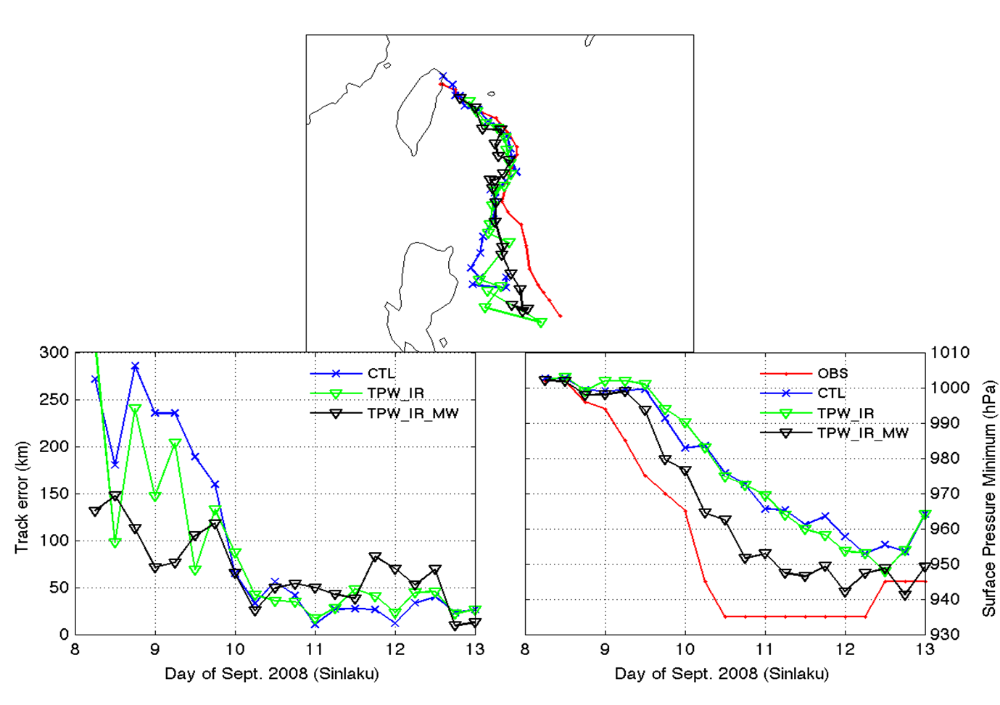 300
250
200
150
100
50
0
Track error (km)
CTL
TPW_IR
TPW_IR_MW
8
9
10
11
12
13
Day of Sept. 2008 (Sinlaku)
OBS
CTL
TPW_IR
TPW_IR_MW
1010
1000
990
980
970
960
950
940
930
Surface Pressure Minimum (hPa)
8
9
10
11
12
13
Day of Sept. 2008 (Sinlaku)